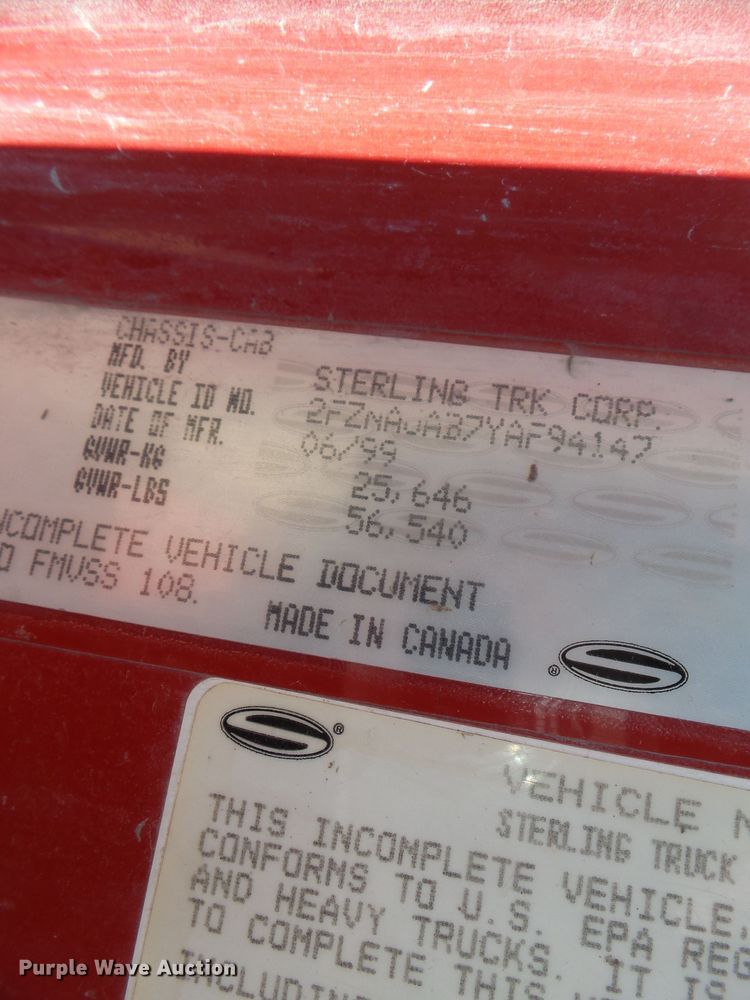 CHASSIS-CAB
MFD. BY STERLING TRK CORP.
VEHICLE ID NO. 2FZNAJAB7YAF94147
DATE OF MFR. 06/99
GVWR-KG 25,646
GVWR-LBS 56,540
NCOMPLETE VEHICLE DOCUMENT
D FMVSS 108.
MADE IN CANADA
®
®
VEHICLE
STERLING TRUCK
THIS INCOMPLETE VEHICLE,
CONFORMS TO U.S. EPA REG
AND HEAVY TRUCKS. IT IS
TO COMPLETE THIS
Purple Wave Auction